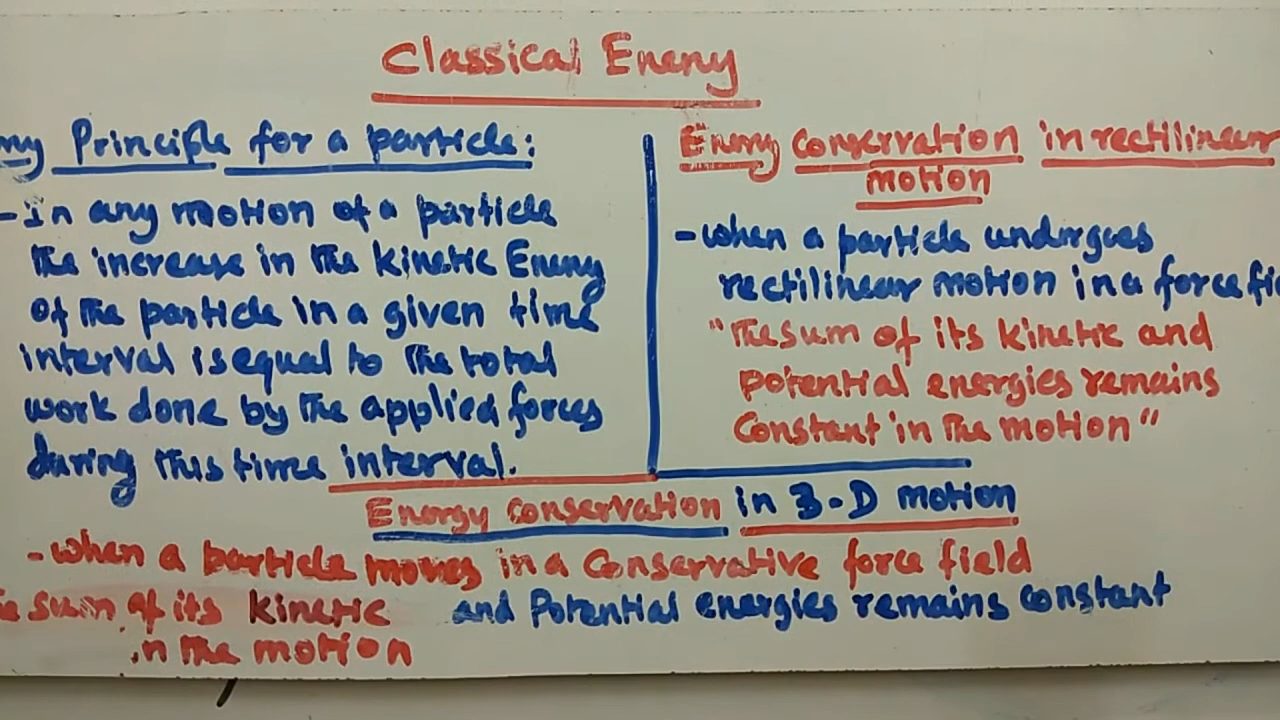 Classical Energy
my Principle for a particle:
- In any motion of a particle
the increase in the kinetic Energy
of the particle in a given time
interval is equal to the total
work done by the applied forces
during this time interval.
Energy conservation in rectilinear
motion
- when a particle undergoes
rectilinear motion in a force fie
"the sum of its kinetic and
potential energies remains
Constant in the motion"
Energy conservation in 3-D motion
- when a particle moves in a Conservative force field
sum of its kinetic and Potential energies remains constant
in the motion